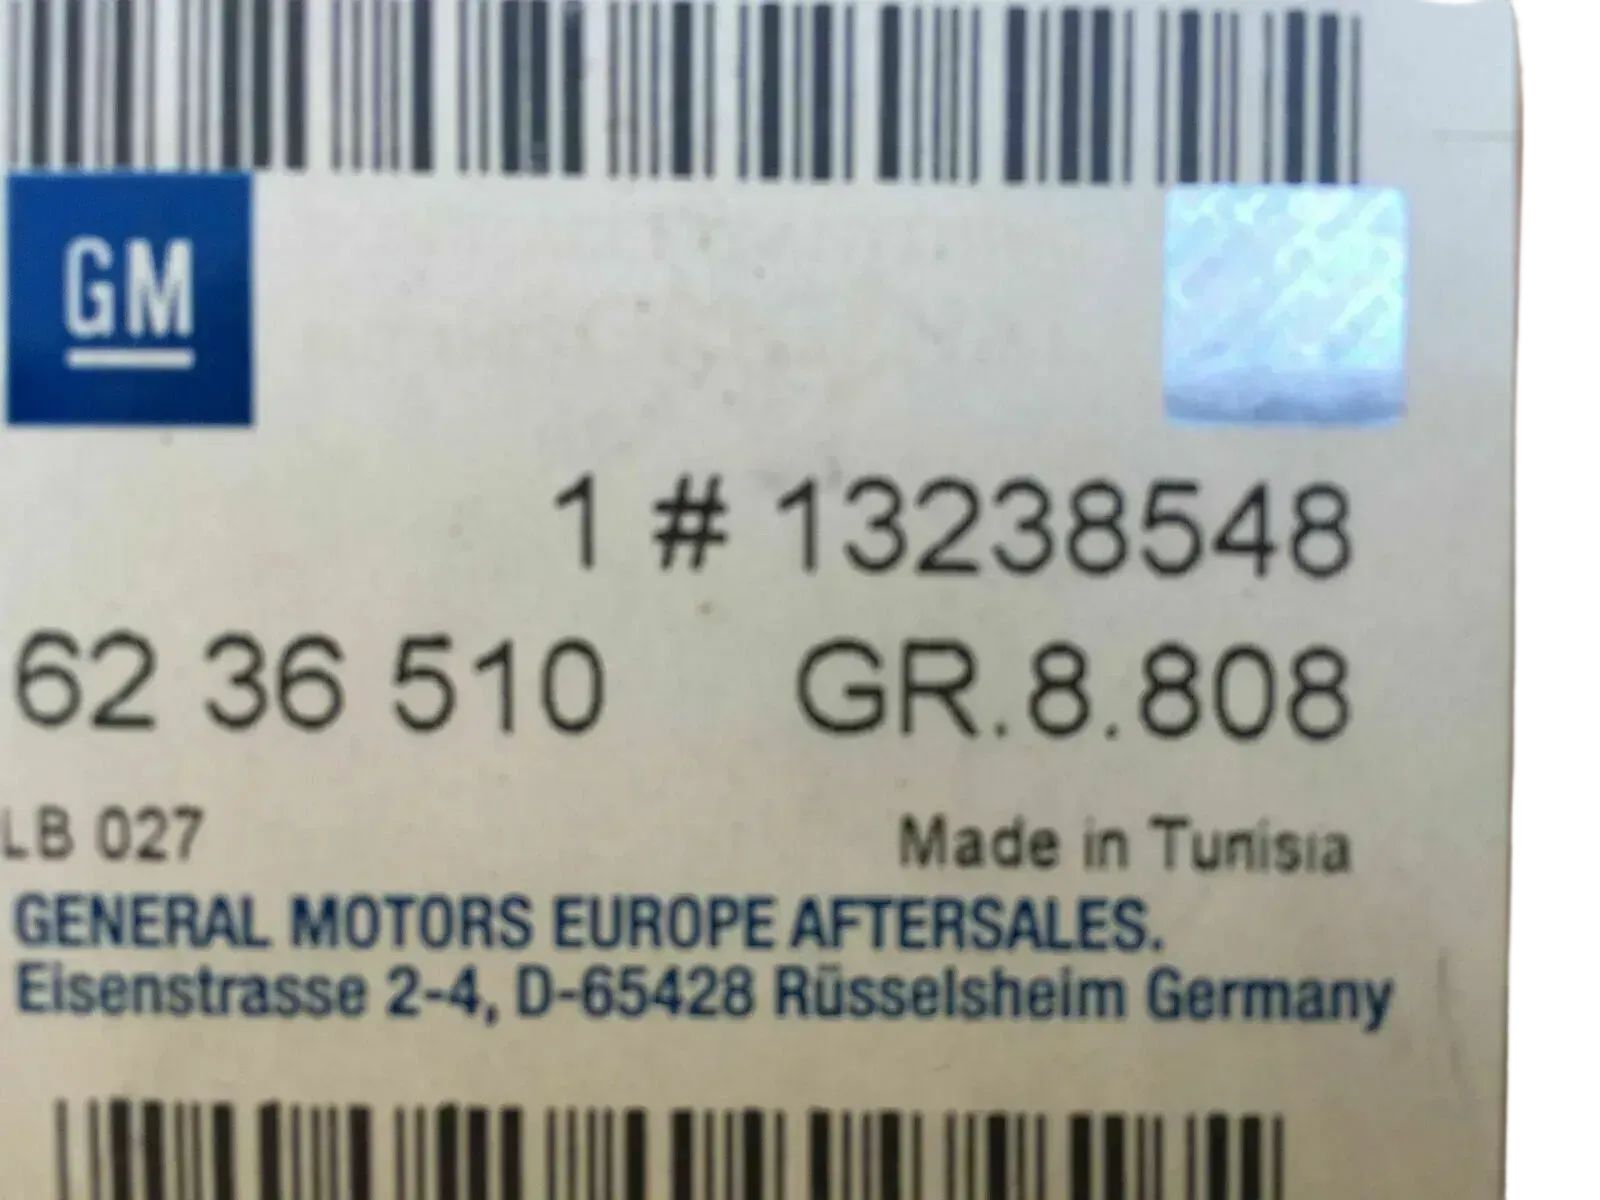 GM
1 # 13238548
62 36 510 GR.8.808
LB 027 Made in Tunisia
GENERAL MOTORS EUROPE AFTERSALES.
Eisenstrasse 2-4, D-65428 Rüsselsheim Germany